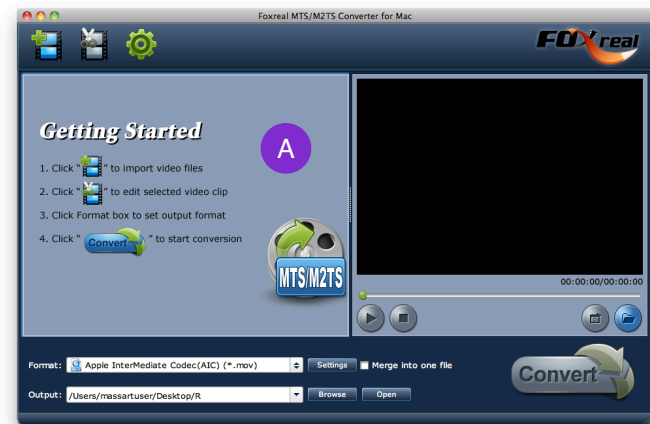 Foxreal MTS/M2TS Converter for Mac
FOXreal
Getting Started
A
1. Click " " to import video files
2. Click " " to edit selected video clip
3. Click Format box to set output format
4. Click " Convert " to start conversion
MTS/M2TS
00:00:00/00:00:00
Format: Apple InterMediate Codec(AIC) (*.mov) Settings Merge into one file
Convert
Output: /Users/massartuser/Desktop/R Browse Open